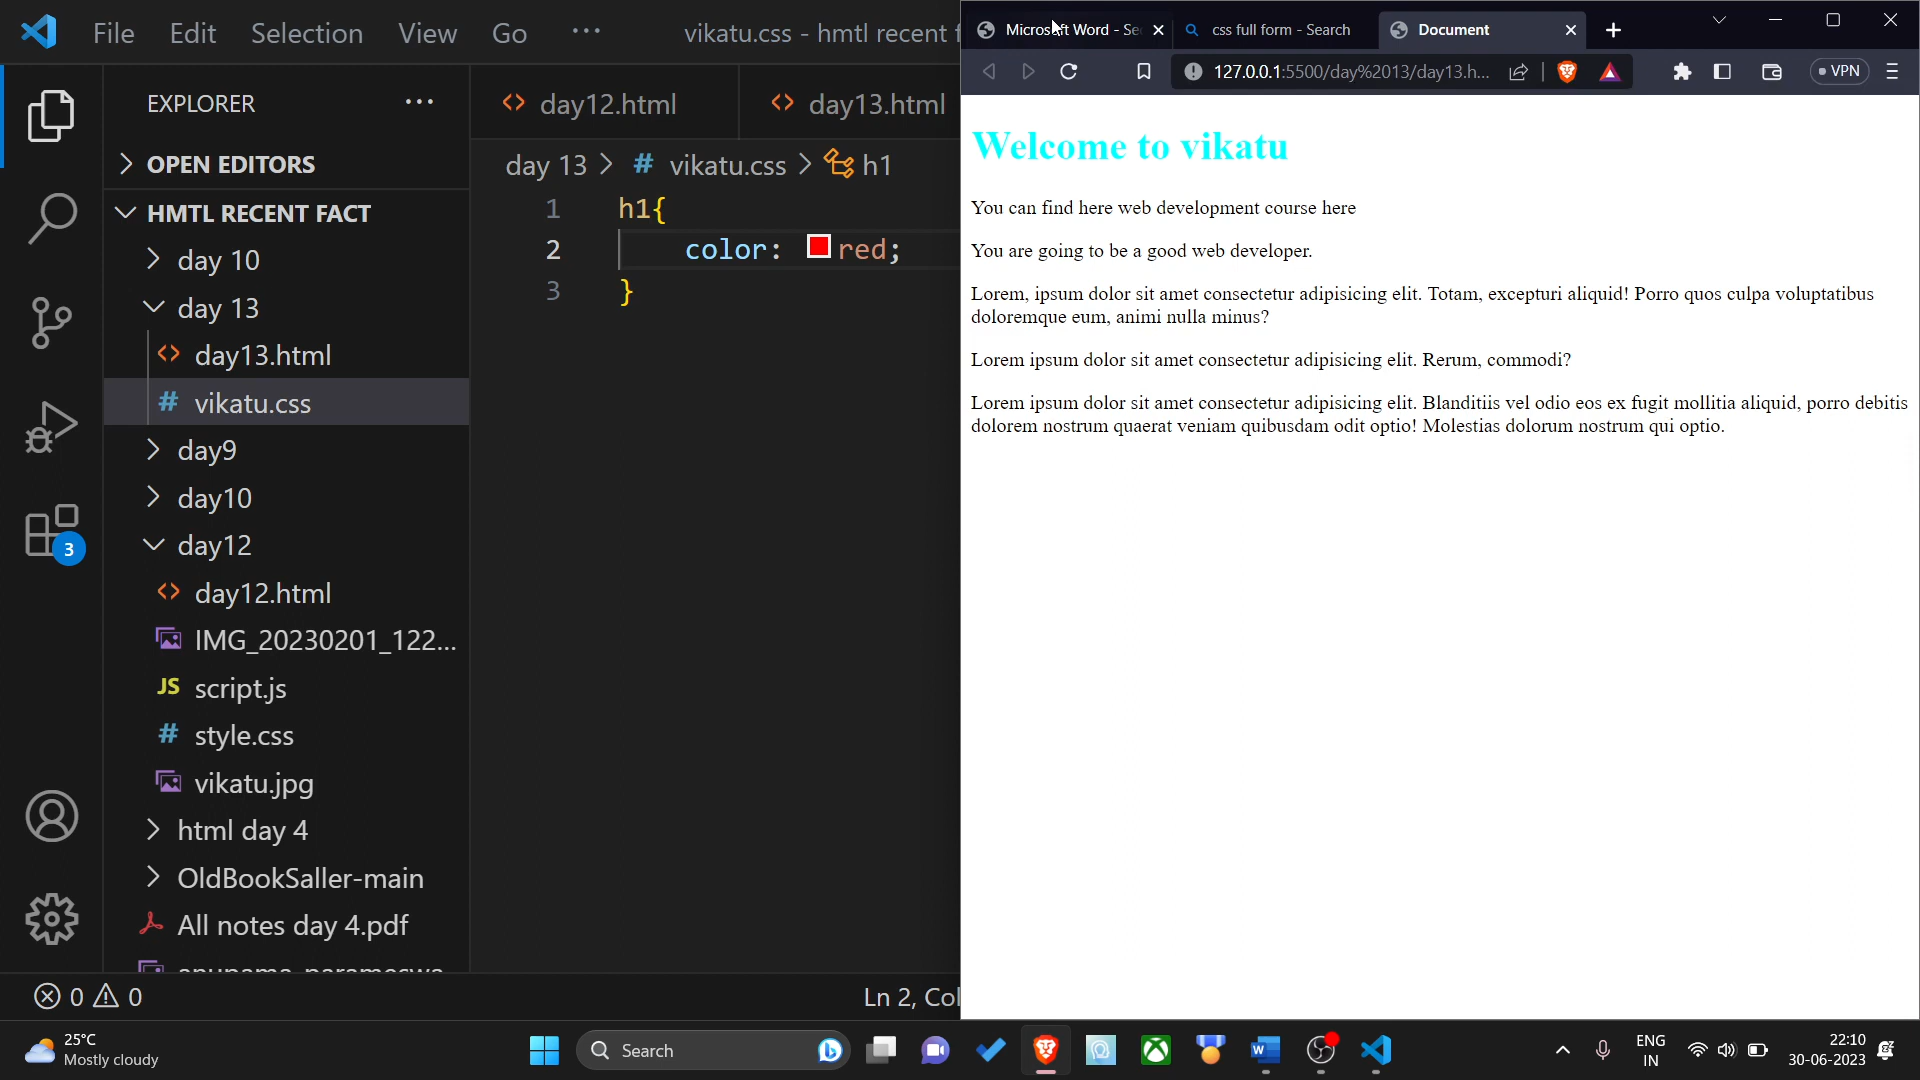 File Edit Selection View Go ··· vikatu.css - hmtl recent f
EXPLORER ···
OPEN EDITORS
HMTL RECENT FACT
day 10
day 13
day13.html
vikatu.css
day9
day10
day12
day12.html
IMG_20230201_122...
JS script.js
style.css
vikatu.jpg
html day 4
OldBookSaller-main
All notes day 4.pdf
3
day12.html day13.html
day 13 > # vikatu.css > h1
1 h1{
2 color: red;
3 }
0 0 Ln 2, Col
Microsoft Word - Se css full form - Search Document
127.0.0.1:5500/day%2013/day13.h... VPN
Welcome to vikatu
You can find here web development course here
You are going to be a good web developer.
Lorem, ipsum dolor sit amet consectetur adipisicing elit. Totam, excepturi aliquid! Porro quos culpa voluptatibus
doloremque eum, animi nulla minus?
Lorem ipsum dolor sit amet consectetur adipisicing elit. Rerum, commodi?
Lorem ipsum dolor sit amet consectetur adipisicing elit. Blanditiis vel odio eos ex fugit mollitia aliquid, porro debitis
dolorem nostrum quaerat veniam quibusdam odit optio! Molestias dolorum nostrum qui optio.
25°C
Mostly cloudy
Search
ENG
IN
22:10
30-06-2023